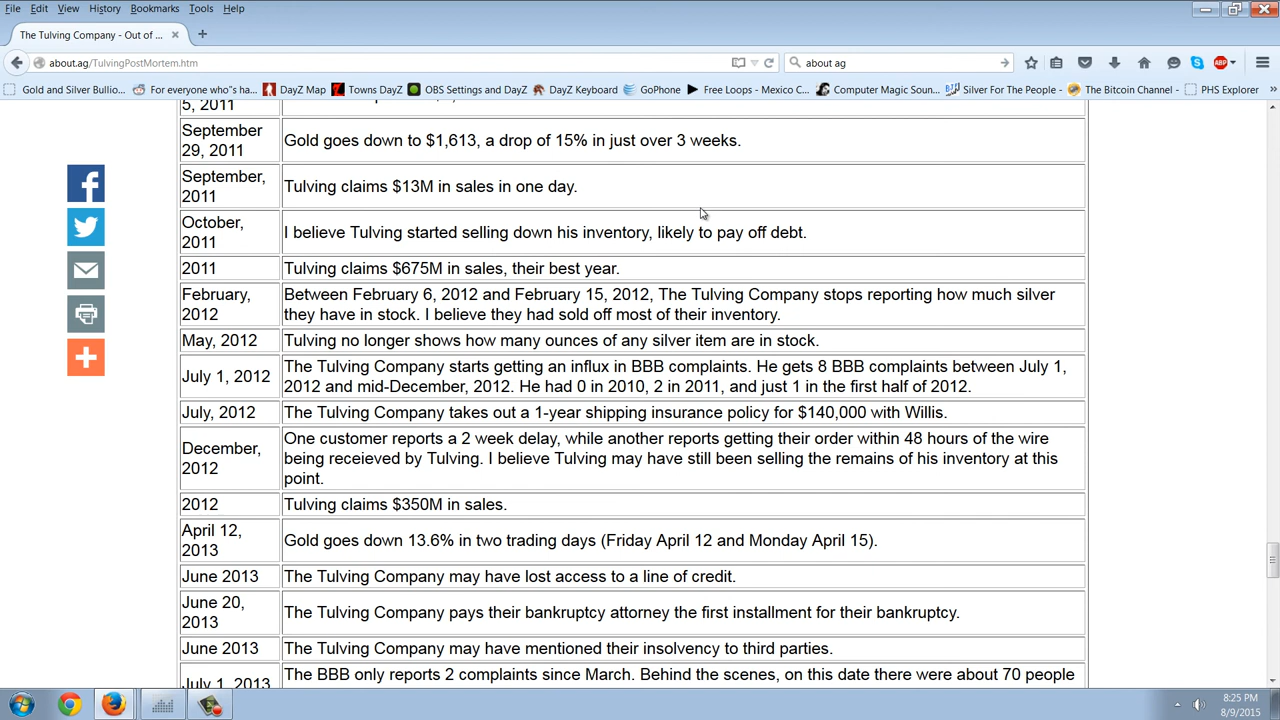 File Edit View History Bookmarks Tools Help
The Tulving Company - Out of ...
about.ag/TulvingPostMortem.htm
about ag
ABP
Gold and Silver Bullio... For everyone who's ha... DayZ Map Towin DayZ OBS Settings and DayZ DayZ Keyboard GoPhone Free Loops - Mexico C... Computer Magic Soun... Silver For The People - ... The Bitcoin Channel - ... PHS Explorer
5, 2011
September 29, 2011
Gold goes down to $1,613, a drop of 15% in just over 3 weeks.
September, 2011
Tulving claims $13M in sales in one day.
October, 2011
I believe Tulving started selling down his inventory, likely to pay off debt.
2011
Tulving claims $675M in sales, their best year.
February, 2012
Between February 6, 2012 and February 15, 2012, The Tulving Company stops reporting how much silver
they have in stock. I believe they had sold off most of their inventory.
May, 2012
Tulving no longer shows how many ounces of any silver item are in stock.
July 1, 2012
The Tulving Company starts getting an influx in BBB complaints. He gets 8 BBB complaints between July 1,
2012 and mid-December, 2012. He had 0 in 2010, 2 in 2011, and just 1 in the first half of 2012.
July, 2012
The Tulving Company takes out a 1-year shipping insurance policy for $140,000 with Willis.
December, 2012
One customer reports a 2 week delay, while another reports getting their order within 48 hours of the wire
being receieved by Tulving. I believe Tulving may have still been selling the remains of his inventory at this
point.
2012
Tulving claims $350M in sales.
April 12, 2013
Gold goes down 13.6% in two trading days (Friday April 12 and Monday April 15).
June 2013
The Tulving Company may have lost access to a line of credit.
June 20, 2013
The Tulving Company pays their bankruptcy attorney the first installment for their bankruptcy.
June 2013
The Tulving Company may have mentioned their insolvency to third parties.
July 1, 2013
The BBB only reports 2 complaints since March. Behind the scenes, on this date there were about 70 people
8:25 PM
8/9/2015